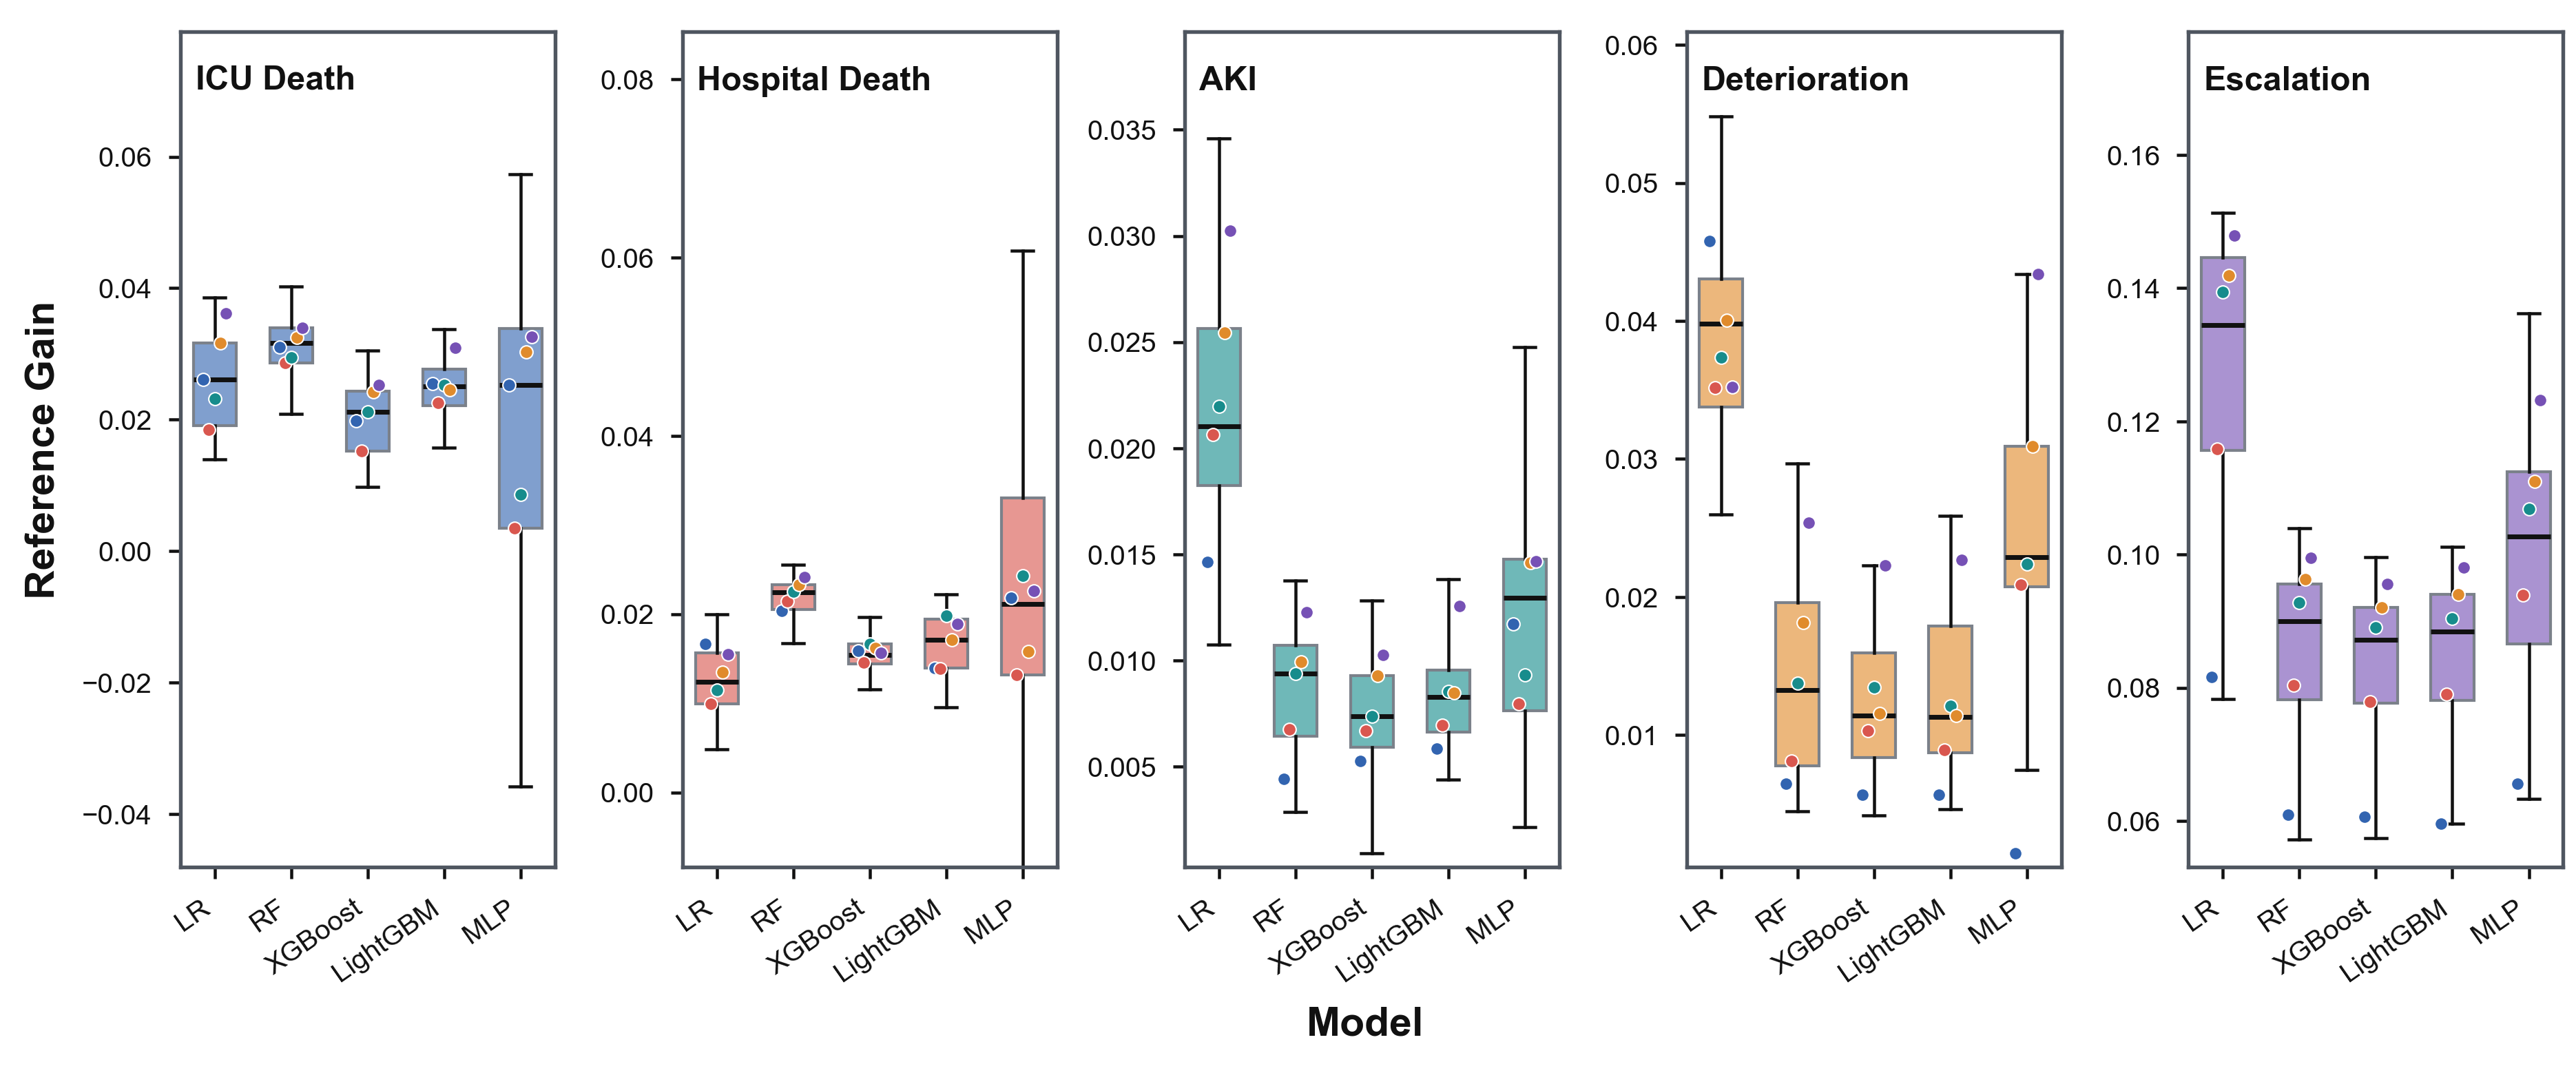 ICU Death
Hospital Death
AKI
Deterioration
Escalation
Reference Gain
0.06
0.04
0.02
0.00
−0.02
−0.04
0.08
0.06
0.04
0.02
0.00
0.035
0.030
0.025
0.020
0.015
0.010
0.005
0.06
0.05
0.04
0.03
0.02
0.01
0.16
0.14
0.12
0.10
0.08
0.06
LR
RF
XGBoost
LightGBM
MLP
LR
RF
XGBoost
LightGBM
MLP
LR
RF
XGBoost
LightGBM
MLP
LR
RF
XGBoost
LightGBM
MLP
LR
RF
XGBoost
LightGBM
MLP
Model